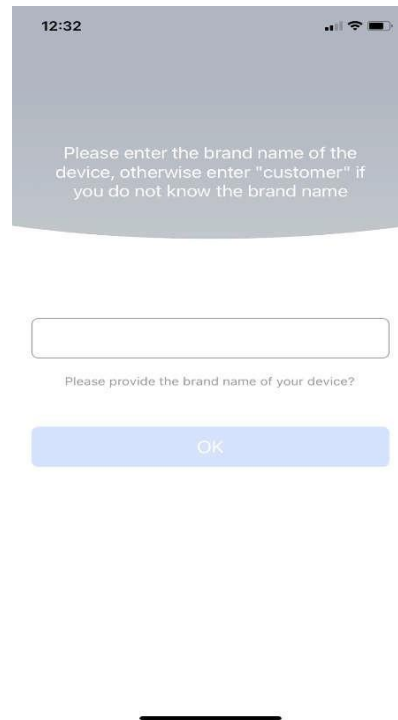 12:32
Please enter the brand name of the
device, otherwise enter "customer" if
you do not know the brand name
Please provide the brand name of your device?
OK